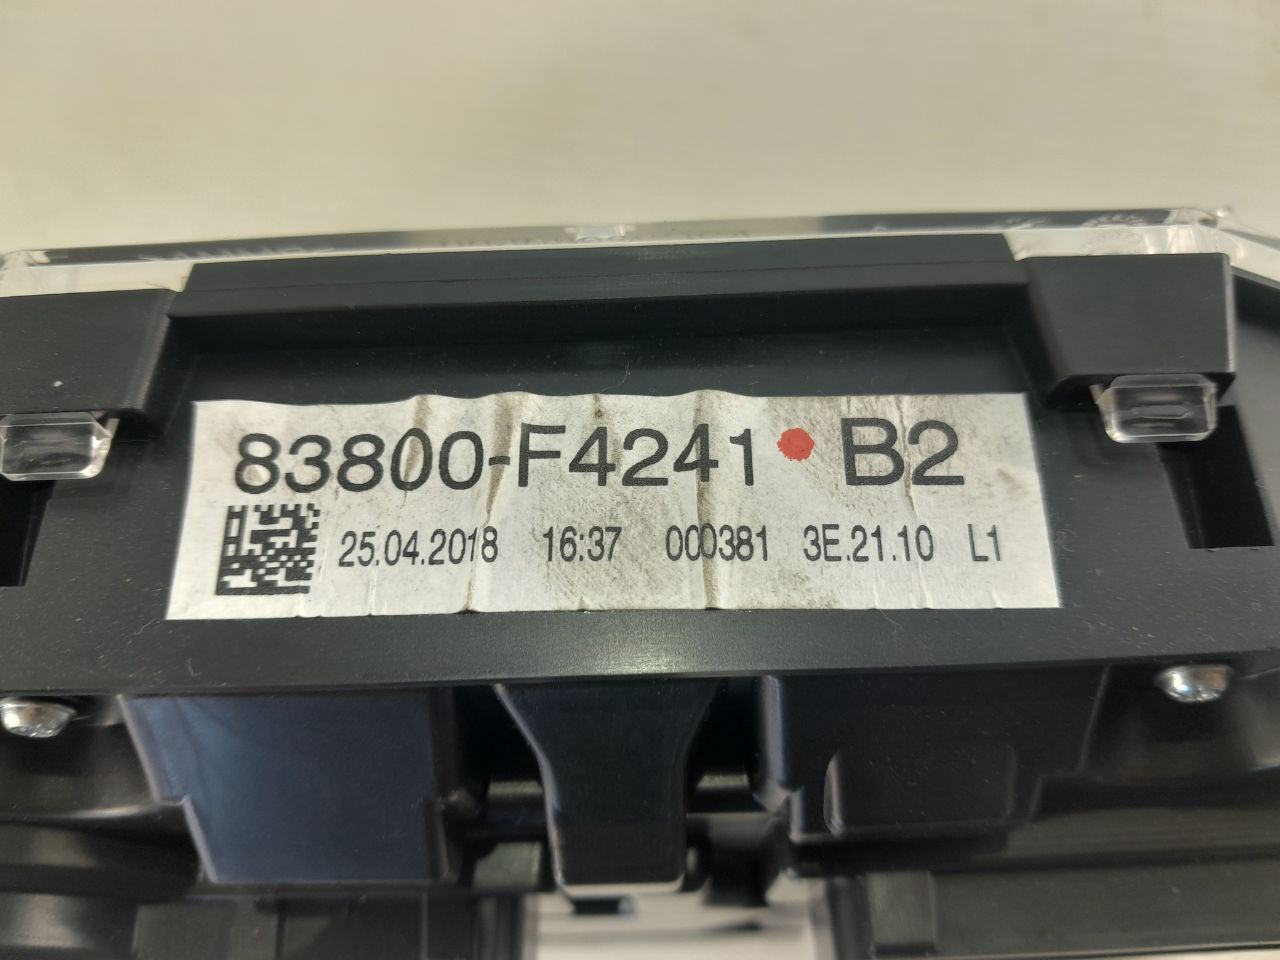 83800-F4241 B2
25.04.2018 16:37 000381 3E.21.10 L1